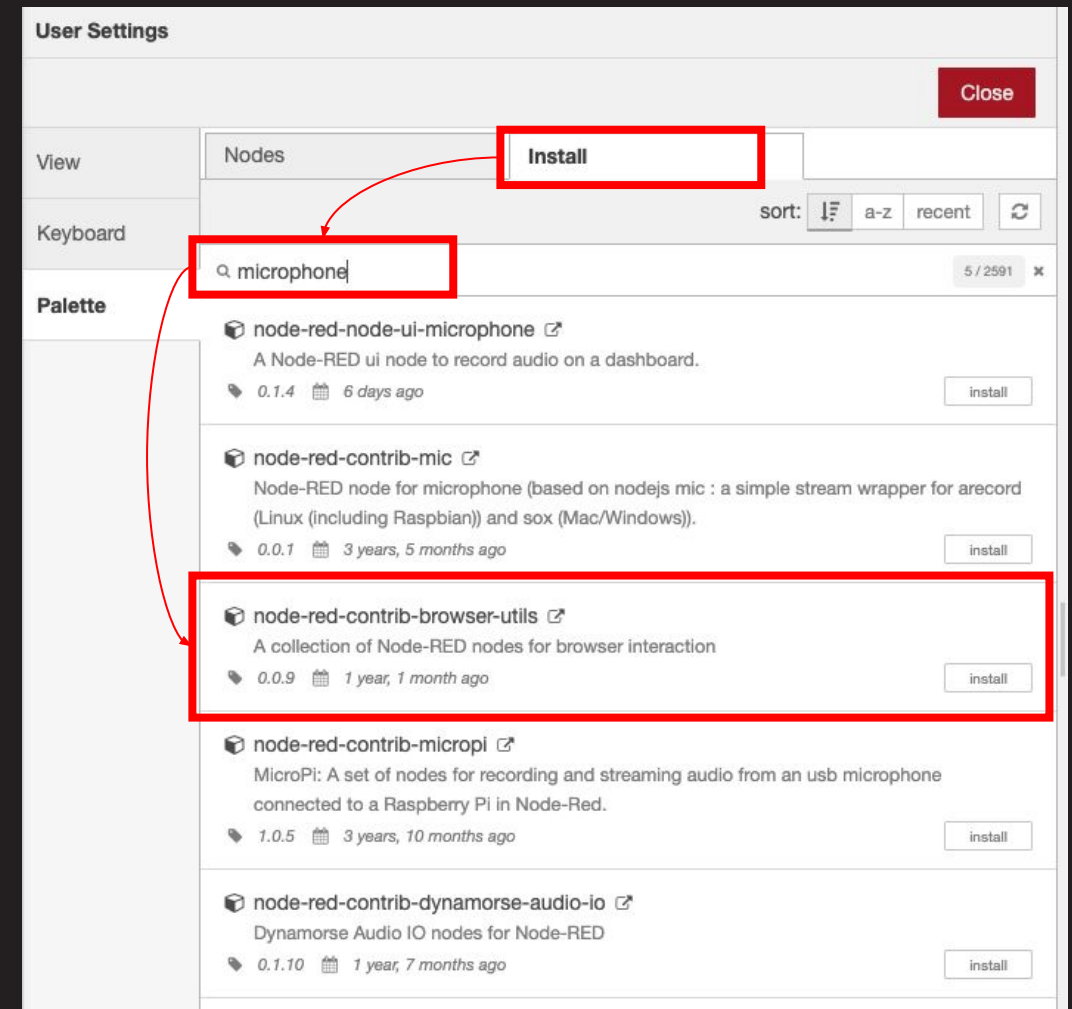 User Settings
Close
View
Nodes
Install
sort: a-z recent
Keyboard
microphone
5 / 2591 ×
Palette
node-red-node-ui-microphone
A Node-RED ui node to record audio on a dashboard.
0.1.4 6 days ago
install
node-red-contrib-mic
Node-RED node for microphone (based on nodejs mic : a simple stream wrapper for arecord
(Linux (including Raspbian)) and sox (Mac/Windows)).
0.0.1 3 years, 5 months ago
install
node-red-contrib-browser-utils
A collection of Node-RED nodes for browser interaction
0.0.9 1 year, 1 month ago
install
node-red-contrib-micropi
MicroPi: A set of nodes for recording and streaming audio from an usb microphone
connected to a Raspberry Pi in Node-Red.
1.0.5 3 years, 10 months ago
install
node-red-contrib-dynamorse-audio-io
Dynamorse Audio IO nodes for Node-RED
0.1.10 1 year, 7 months ago
install